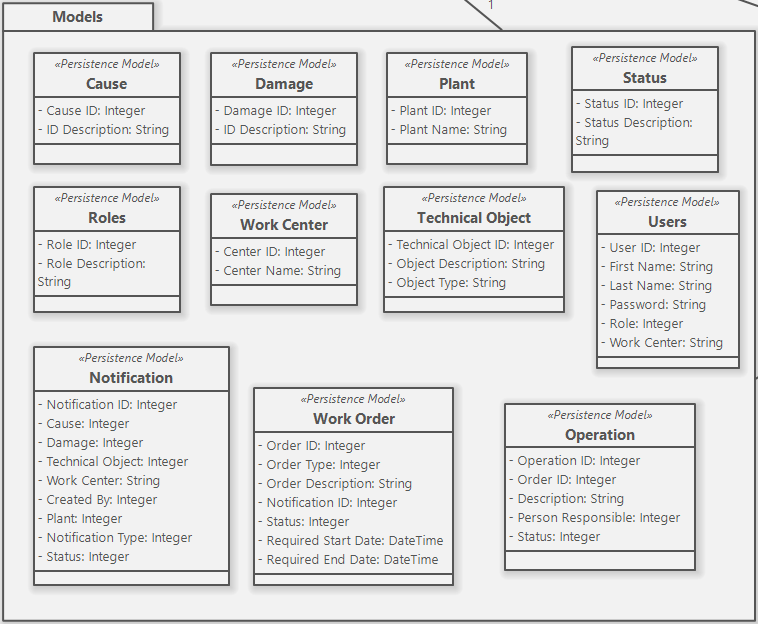 1
Models
«Persistence Model»
Cause
- Cause ID: Integer
- ID Description: String
«Persistence Model»
Damage
- Damage ID: Integer
- ID Description: String
«Persistence Model»
Plant
- Plant ID: Integer
- Plant Name: String
«Persistence Model»
Status
- Status ID: Integer
- Status Description:
String
«Persistence Model»
Roles
- Role ID: Integer
- Role Description:
String
«Persistence Model»
Work Center
- Center ID: Integer
- Center Name: String
«Persistence Model»
Technical Object
- Technical Object ID: Integer
- Object Description: String
- Object Type: String
«Persistence Model»
Users
- User ID: Integer
- First Name: String
- Last Name: String
- Password: String
- Role: Integer
- Work Center: String
«Persistence Model»
Notification
- Notification ID: Integer
- Cause: Integer
- Damage: Integer
- Technical Object: Integer
- Work Center: String
- Created By: Integer
- Plant: Integer
- Notification Type: Integer
- Status: Integer
«Persistence Model»
Work Order
- Order ID: Integer
- Order Type: Integer
- Order Description: String
- Notification ID: Integer
- Status: Integer
- Required Start Date: DateTime
- Required End Date: DateTime
«Persistence Model»
Operation
- Operation ID: Integer
- Order ID: Integer
- Description: String
- Person Responsible: Integer
- Status: Integer